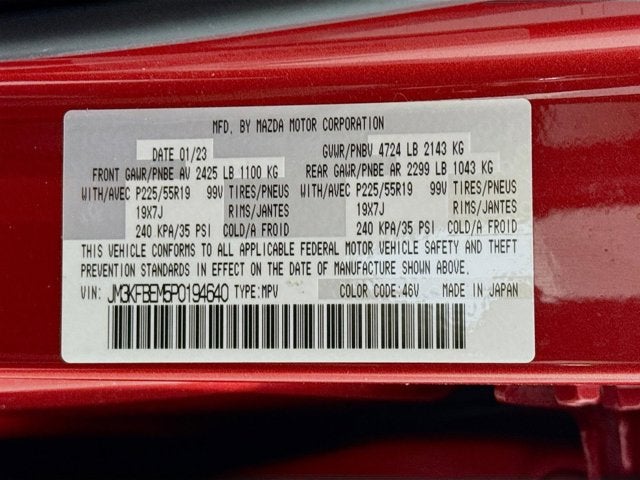 MFD. BY MAZDA MOTOR CORPORATION
DATE 01/23 GVWR/PNBV 4724 LB 2143 KG
FRONT GAWR/PNBE AV 2425 LB 1100 KG REAR GAWR/PNBE AR 2299 LB 1043 KG
WITH/AVEC P225/55R19 99V TIRES/PNEUS WITH/AVEC P225/55R19 99V TIRES/PNEUS
19X7J RIMS/JANTES 19X7J RIMS/JANTES
240 KPA/35 PSI COLD/A FROID 240 KPA/35 PSI COLD/A FROID
THIS VEHICLE CONFORMS TO ALL APPLICABLE FEDERAL MOTOR VEHICLE SAFETY AND THEFT
PREVENTION STANDARDS IN EFFECT ON THE DATE OF MANUFACTURE SHOWN ABOVE.
VIN: JM3KFBEM5P0194640 TYPE:MPV COLOR CODE:46V MADE IN JAPAN